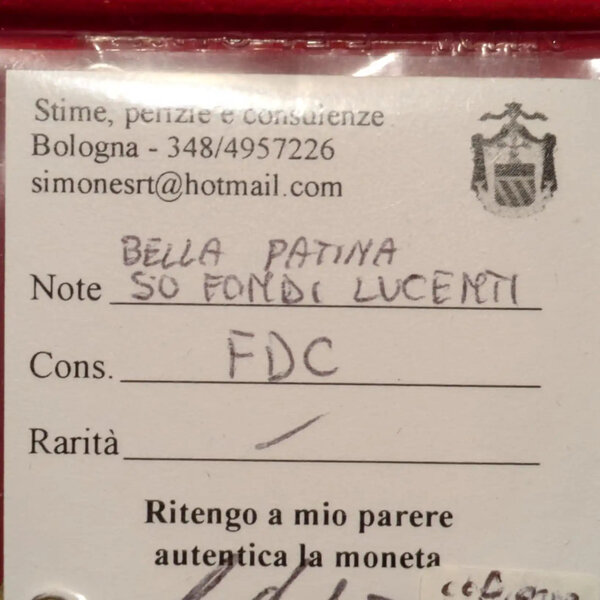 Stime, perizie e consulenze
Bologna - 348/4957226
simonesrt@hotmail.com
BELLA PATINA
Note SO FONDI LUCENTI
Cons. FDC
Rarità /
Ritengo a mio parere
autentica la moneta